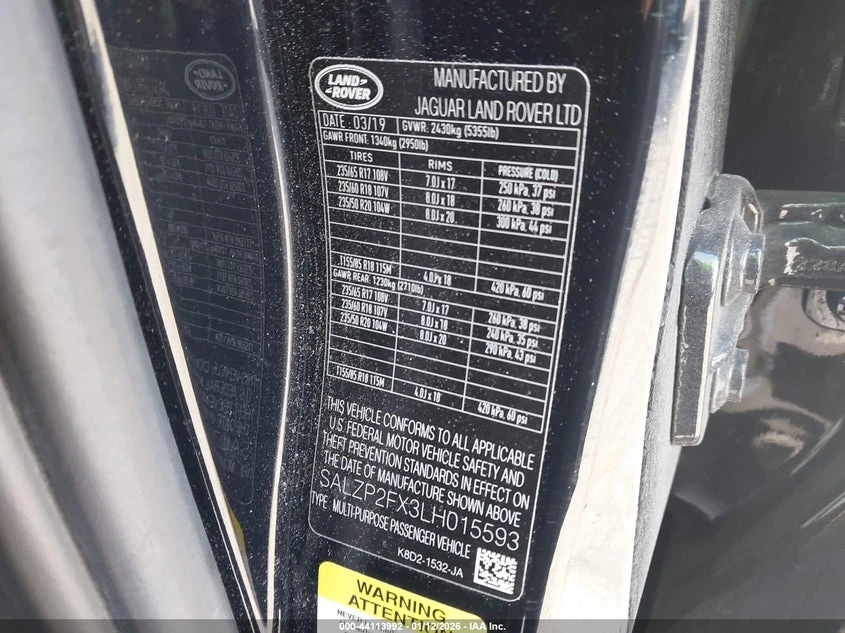 LAND ROVER
MANUFACTURED BY
JAGUAR LAND ROVER LTD
DATE : 03/19 GVWR: 2430kg (5355lb)
GAWR FRONT: 1340kg (2950lb)
TIRES RIMS PRESSURE (COLD)
235/65 R17 108V 7.0J x 17 250 kPa, 37 psi
235/60 R18 107V 8.0J x 18 260 kPa, 38 psi
235/50 R20 104W 8.0J x 20 300 kPa, 44 psi
T155/85 R18 115M 4.0J x 18 420 kPa, 60 psi
GAWR REAR: 1230kg (2710lb)
235/65 R17 108V 7.0J x 17 260 kPa, 38 psi
235/60 R18 107V 8.0J x 18 240 kPa, 35 psi
235/50 R20 104W 8.0J x 20 290 kPa, 43 psi
T155/85 R18 115M 4.0J x 18 420 kPa, 60 psi
THIS VEHICLE CONFORMS TO ALL APPLICABLE
U.S. FEDERAL MOTOR VEHICLE SAFETY AND
THEFT PREVENTION STANDARDS IN EFFECT ON
THE DATE OF MANUFACTURE SHOWN ABOVE
SALZP2FX3LH015593
TYPE : MULTI-PURPOSE PASSENGER VEHICLE
K8D2-1532-JA
WARNING
ATTENTION
NEVER
000-44113992 - 01/12/2026 - IAA Inc.